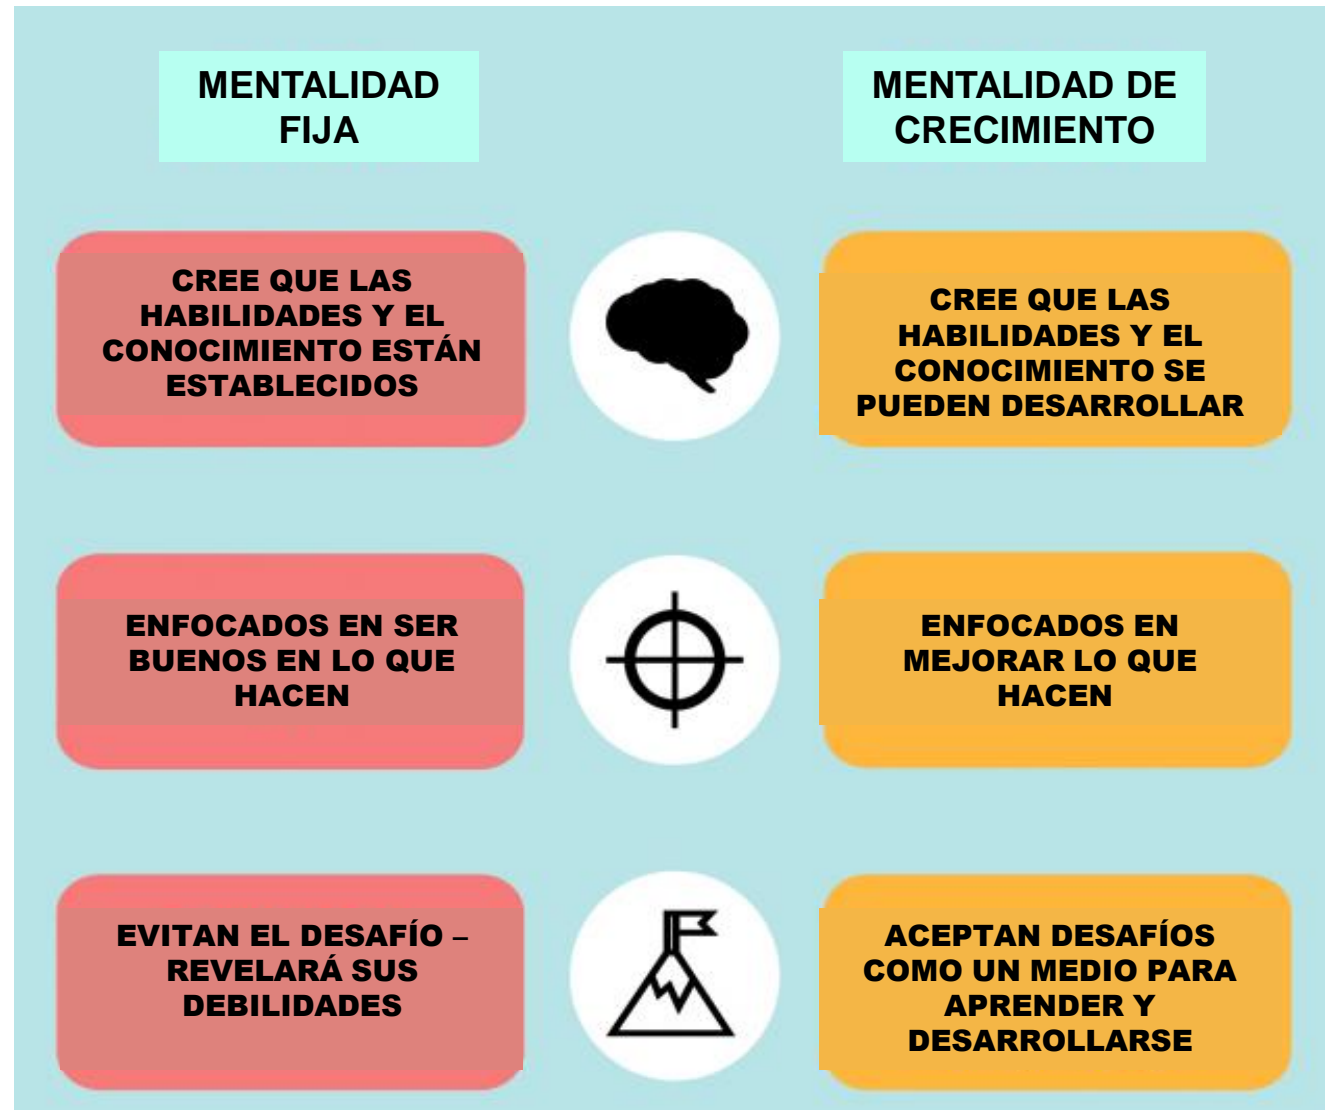 MENTALIDAD
FIJA
MENTALIDAD DE
CRECIMIENTO
CREE QUE LAS
HABILIDADES Y EL
CONOCIMIENTO ESTÁN
ESTABLECIDOS
CREE QUE LAS
HABILIDADES Y EL
CONOCIMIENTO SE
PUEDEN DESARROLLAR
ENFOCADOS EN SER
BUENOS EN LO QUE
HACEN
ENFOCADOS EN
MEJORAR LO QUE
HACEN
EVITAN EL DESAFÍO –
REVELARÁ SUS
DEBILIDADES
ACEPTAN DESAFÍOS
COMO UN MEDIO PARA
APRENDER Y
DESARROLLARSE